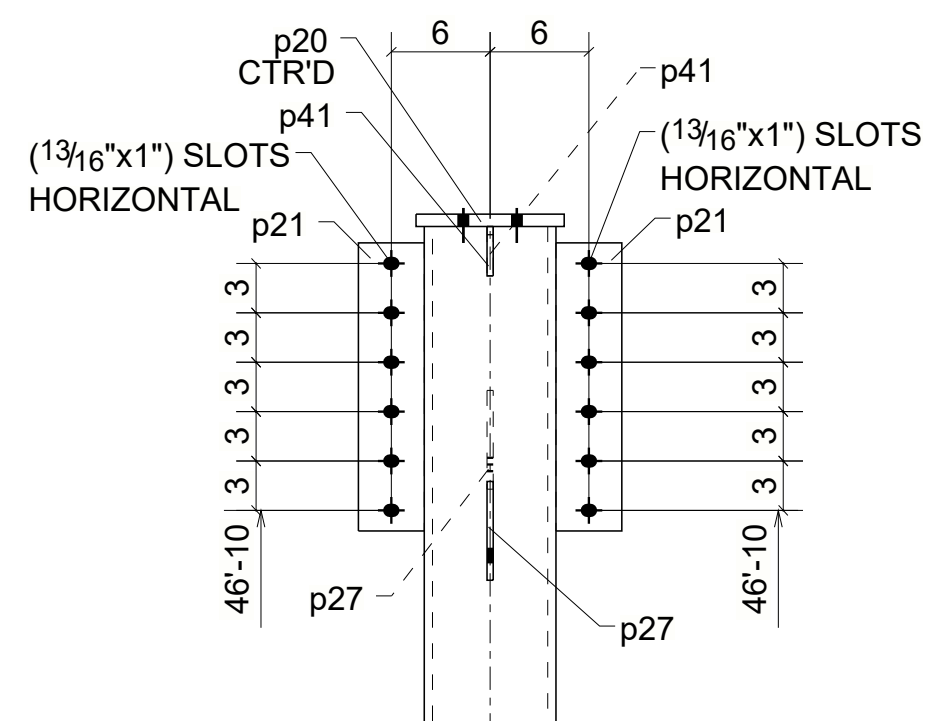 6 6
p20
CTR'D
p41
p41
(13/16"x1") SLOTS
HORIZONTAL
(13/16"x1") SLOTS
HORIZONTAL
p21
p21
3 3
3 3
3 3
3 3
3 3
46'-10 46'-10
p27
p27